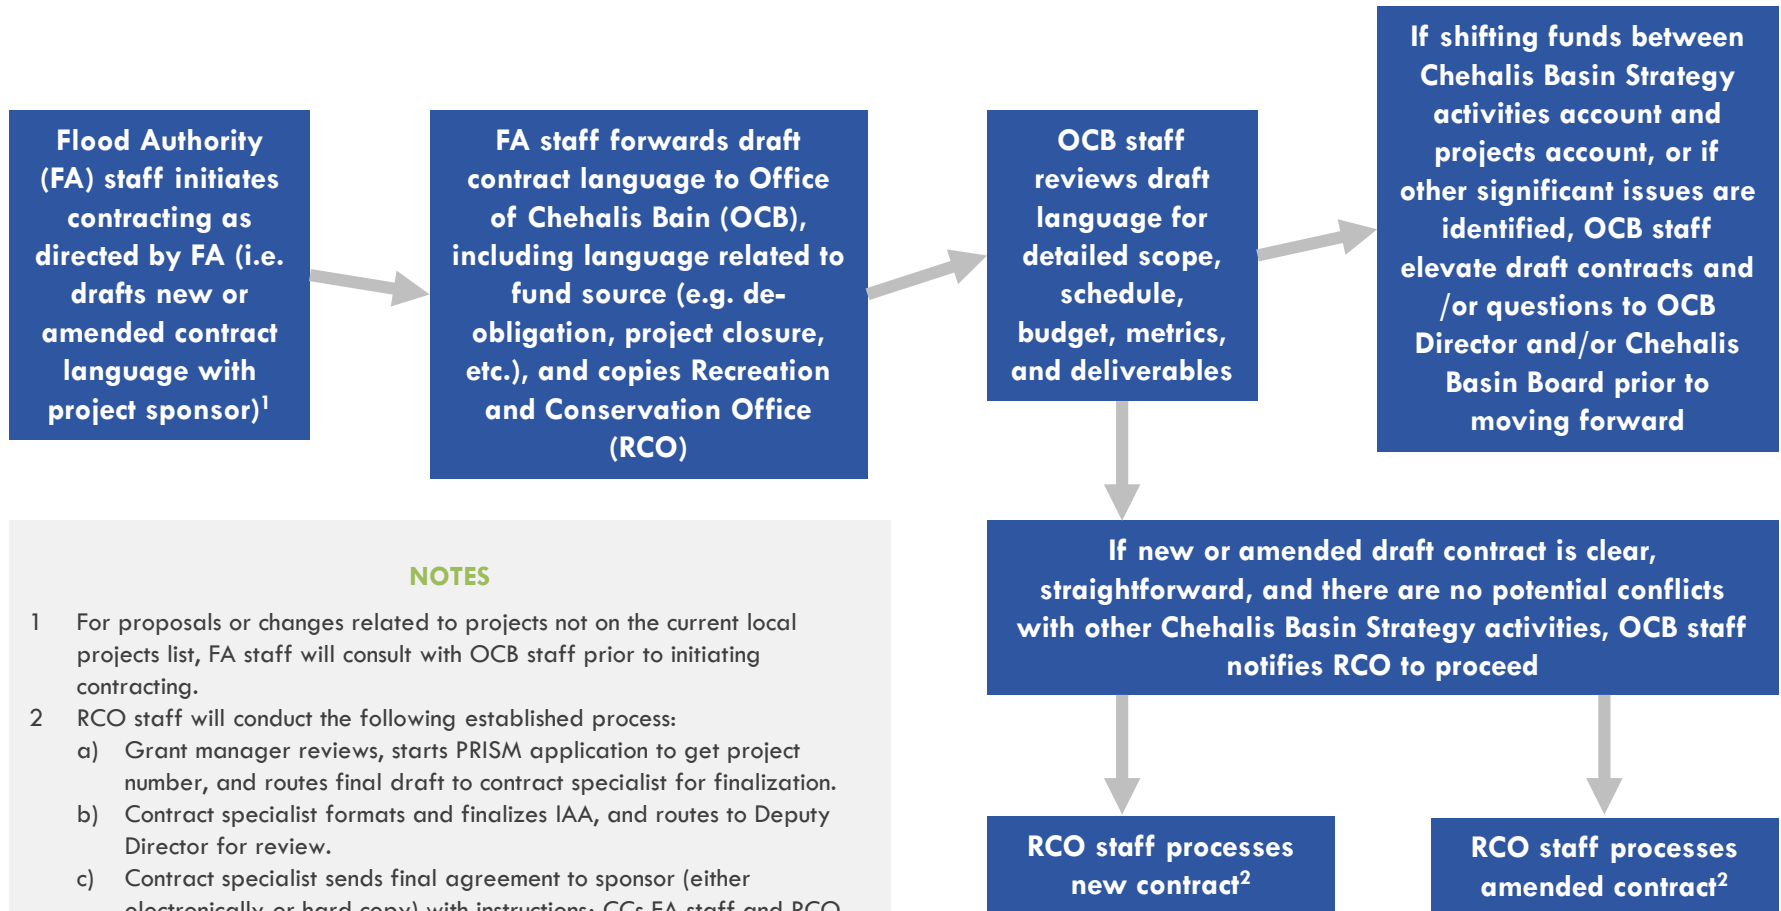 Flood Authority
(FA) staff initiates
contracting as
directed by FA (i.e.
drafts new or
amended contract
language with
project sponsor)1
FA staff forwards draft
contract language to Office
of Chehalis Bain (OCB),
including language related to
fund source (e.g. de-
obligation, project closure,
etc.), and copies Recreation
and Conservation Office
(RCO)
OCB staff
reviews draft
language for
detailed scope,
schedule,
budget, metrics,
and deliverables
If shifting funds between
Chehalis Basin Strategy
activities account and
projects account, or if
other significant issues are
identified, OCB staff
elevate draft contracts and
/or questions to OCB
Director and/or Chehalis
Basin Board prior to
moving forward
If new or amended draft contract is clear,
straightforward, and there are no potential conflicts
with other Chehalis Basin Strategy activities, OCB staff
notifies RCO to proceed
RCO staff processes
new contract2
RCO staff processes
amended contract2
NOTES
1 For proposals or changes related to projects not on the current local
projects list, FA staff will consult with OCB staff prior to initiating
contracting.
2 RCO staff will conduct the following established process:
a) Grant manager reviews, starts PRISM application to get project
number, and routes final draft to contract specialist for finalization.
b) Contract specialist formats and finalizes IAA, and routes to Deputy
Director for review.
c) Contract specialist sends final agreement to sponsor (either
electronically or hard copy) with instructions; CCs FA staff and RCO